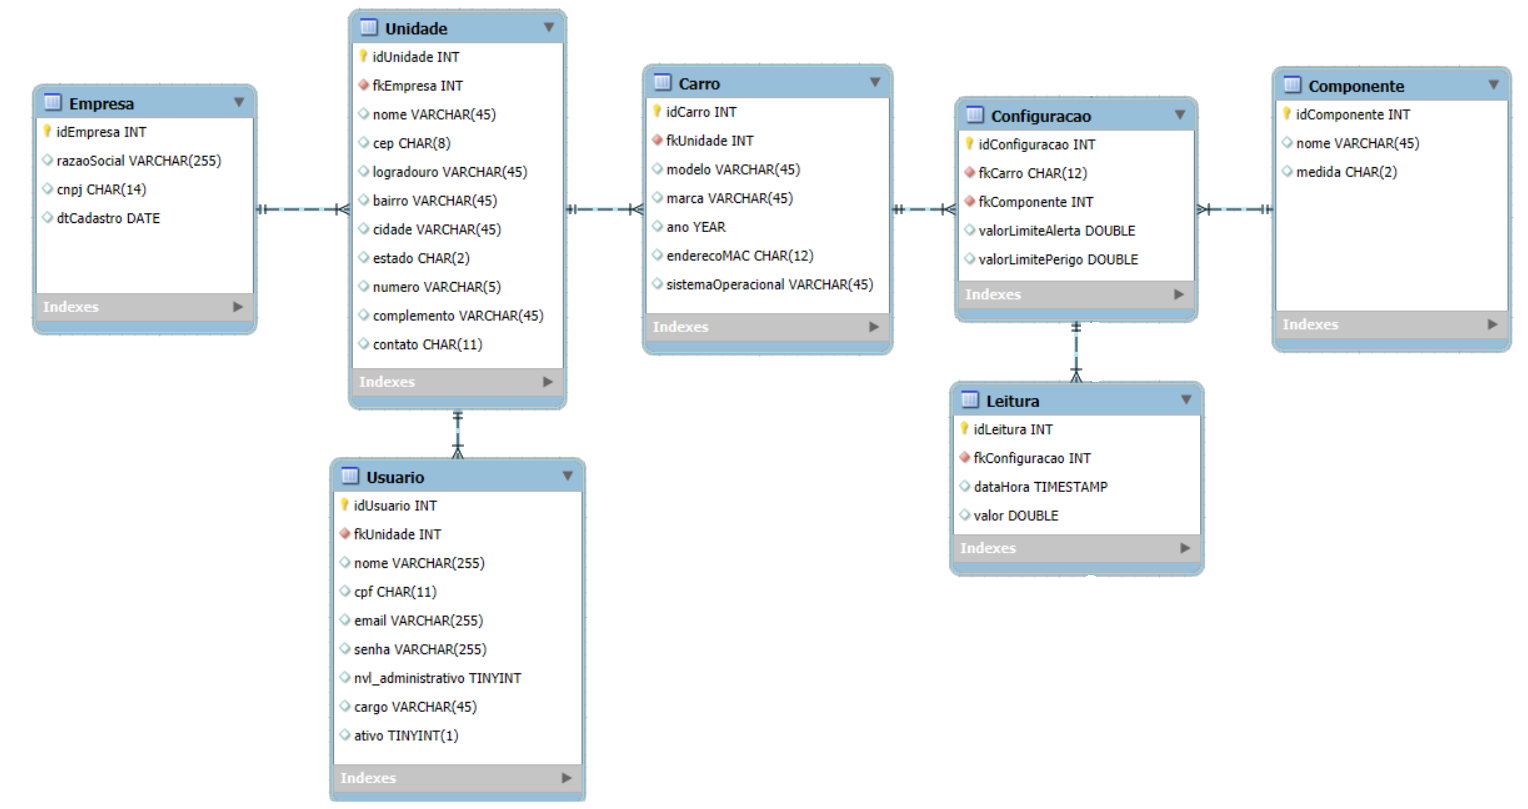 Empresa
idEmpresa INT
razaoSocial VARCHAR(255)
cnpj CHAR(14)
dtCadastro DATE
Indexes
Unidade
idUnidade INT
fkEmpresa INT
nome VARCHAR(45)
cep CHAR(8)
logradouro VARCHAR(45)
bairro VARCHAR(45)
cidade VARCHAR(45)
estado CHAR(2)
numero VARCHAR(5)
complemento VARCHAR(45)
contato CHAR(11)
Indexes
Carro
idCarro INT
fkUnidade INT
modelo VARCHAR(45)
marca VARCHAR(45)
ano YEAR
enderecoMAC CHAR(12)
sistemaOperacional VARCHAR(45)
Indexes
Configuracao
idConfiguracao INT
fkCarro CHAR(12)
fkComponente INT
valorLimiteAlerta DOUBLE
valorLimitePerigo DOUBLE
Indexes
Componente
idComponente INT
nome VARCHAR(45)
medida CHAR(2)
Indexes
Usuario
idUsuario INT
fkUnidade INT
nome VARCHAR(255)
cpf CHAR(11)
email VARCHAR(255)
senha VARCHAR(255)
nvl_administrativo TINYINT
cargo VARCHAR(45)
ativo TINYINT(1)
Indexes
Leitura
idLeitura INT
fkConfiguracao INT
dataHora TIMESTAMP
valor DOUBLE
Indexes